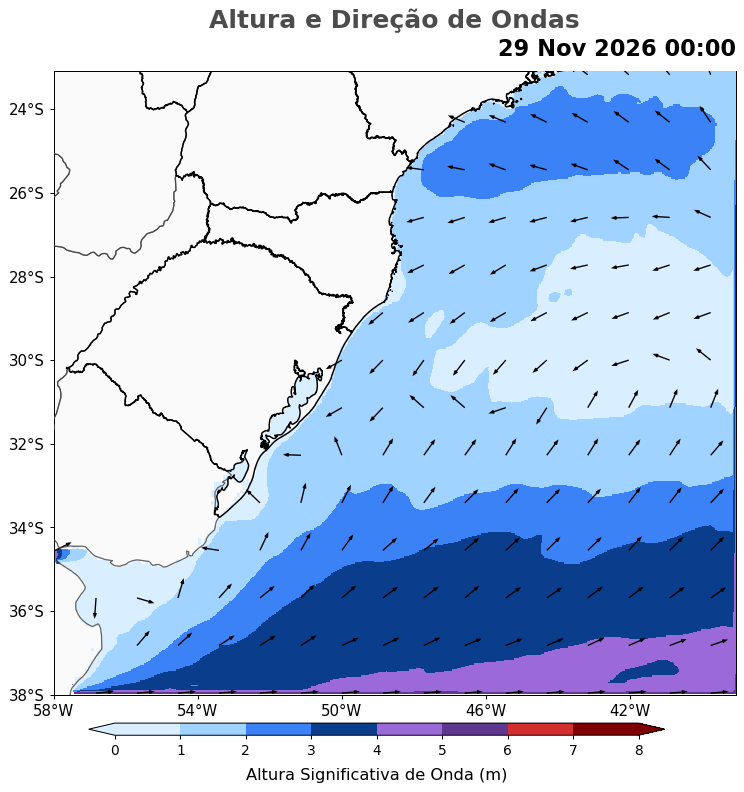 Altura e Direção de Ondas
29 Nov 2026 00:00
24°S
26°S
28°S
30°S
32°S
34°S
36°S
38°S
58°W 54°W 50°W 46°W 42°W
0 1 2 3 4 5 6 7 8
Altura Significativa de Onda (m)